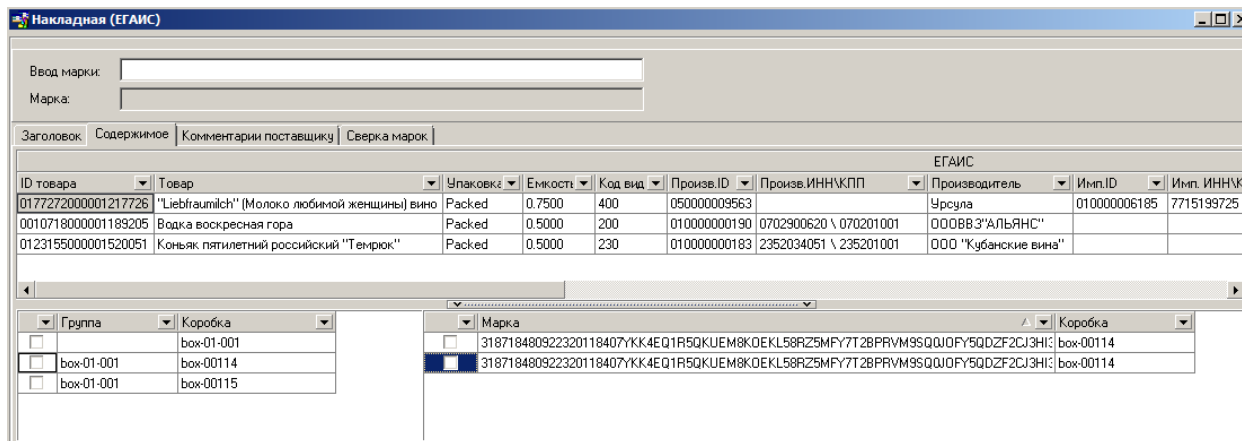 Накладная (ЕГАИС)
Ввод марки:
Марка:
Заголовок Содержимое Комментарии поставщику Сверка марок
ЕГАИС
ID товара Товар Упаковка Емкость Код вид Произв.ID Произв.ИНН\КПП Производитель Имп.ID Имп. ИНН\К
0177272000001217726 "Liebfraumilch" (Молоко любимой женщины) вино Packed 0.7500 400 050000009563 Урсула 010000006185 7715199725
0010718000001189205 Водка воскресная гора Packed 0.5000 200 010000000190 0702900620 \ 070201001 ОООВВЗ"АЛЬЯНС"
0123155000001520051 Коньяк пятилетний российский "Темрюк" Packed 0.5000 230 010000000183 2352034051 \ 235201001 ООО "Кубанские вина"
Группа Коробка Марка Коробка
box-01-001 318718480922320118407YKK4EQ1R5QKUEM8KOEKL58RZ5MFY7T2BPRVM9SQ0JOFY5QDZF2CJ3HI3 box-00114
box-01-001 box-00114 318718480922320118407YKK4EQ1R5QKUEM8KOEKL58RZ5MFY7T2BPRVM9SQ0JOFY5QDZF2CJ3HI3 box-00114
box-01-001 box-00115